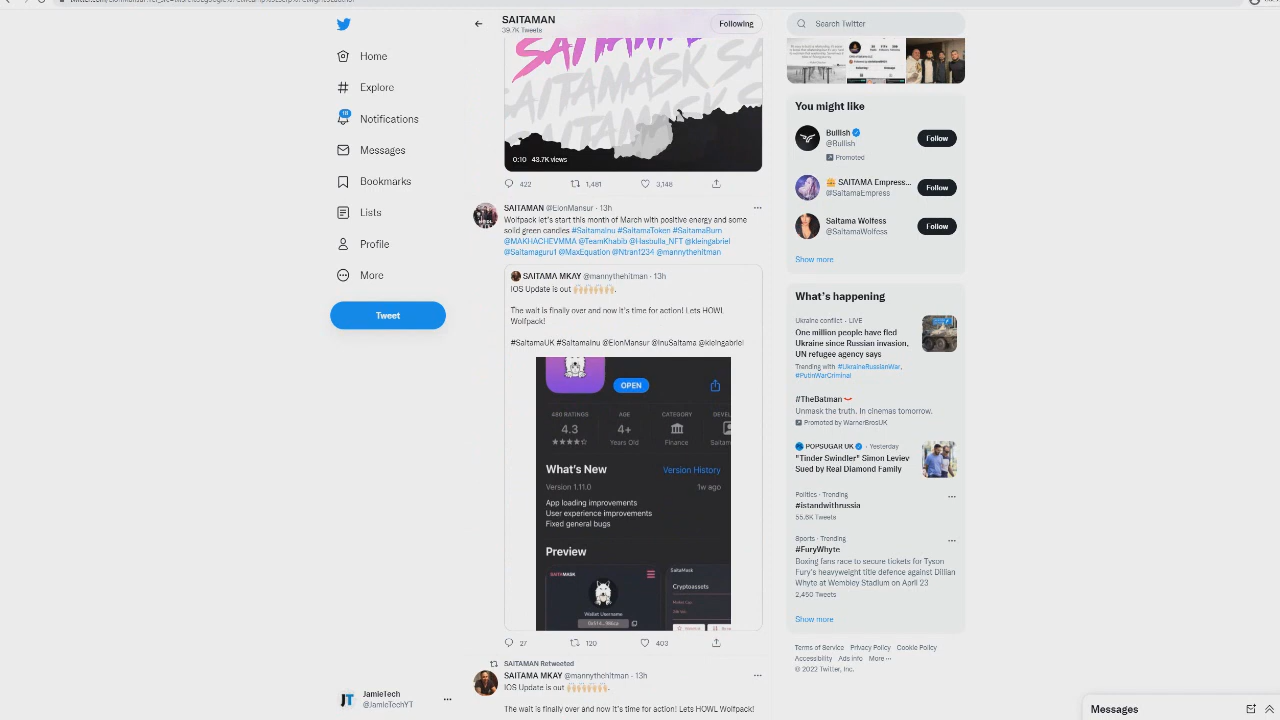 SAITAMAN
39.7K Tweets
Following
Search Twitter
Home
Explore
18
Notifications
Messages
Bookmarks
Lists
Profile
More
Tweet
JamieTech
@JamieTechYT
0:10 43.7K views
422 1,481 3,148
SAITAMAN @ElonMansur · 13h
Wolfpack let's start this month of March with positive energy and some
solid green candles #SaitamaInu #SaitamaToken #SaitamaBurn
@MAKHACHEVMMA @TeamKhabib @Hasbulla_NFT @kleingabriel
@Saitamaguru1 @MaxEquation @Ntran1234 @mannythehitman
SAITAMA MKAY @mannythehitman · 13h
IOS Update is out 🙌🏼🙌🏼🙌🏼🙌🏼🙌🏼.
The wait is finally over and now it's time for action! Lets HOWL
Wolfpack!
#SaitamaUK #SaitamaInu @ElonMansur @InuSaitama @kleingabriel
OPEN
AGE CATEGORY
4.3 4+
Years Old Finance
What's New Version History
Version 1.11.0 1w ago
App loading improvements
User experience improvements
Fixed general bugs
Preview
SAITAMASK
SaitaMask
Cryptoassets
Wallet Username
27 120 403
SAITAMAN Retweeted
SAITAMA MKAY @mannythehitman · 13h
IOS Update is out 🙌🏼🙌🏼🙌🏼🙌🏼🙌🏼.
The wait is finally over and now it's time for action! Lets HOWL Wolfpack!
You might like
Bullish
@Bullish
Promoted
Follow
SAITAMA Empress...
@SaitamaEmpress
Follow
Saitama Wolfess
@SaitamaWolfess
Follow
Show more
What's happening
Ukraine conflict · LIVE
One million people have fled
Ukraine since Russian invasion,
UN refugee agency says
Trending with #UkraineRussianWar,
#PutinWarCriminal
#TheBatman
Unmask the truth. In cinemas tomorrow.
Promoted by WarnerBrosUK
POPSUGAR UK · Yesterday
"Tinder Swindler" Simon Leviev
Sued by Real Diamond Family
Politics · Trending
#istandwithrussia
55.6K Tweets
Sports · Trending
#FuryWhyte
Boxing fans race to secure tickets for Tyson
Fury's heavyweight title defence against Dillian
Whyte at Wembley Stadium on April 23
2,450 Tweets
Show more
Terms of Service Privacy Policy Cookie Policy
Accessibility Ads info More ···
© 2022 Twitter, Inc.
Messages